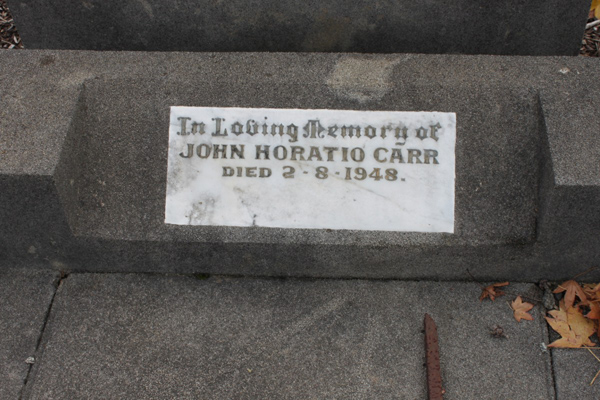 In Loving Memory of
JOHN HORATIO CARR
DIED 2-8-1948.